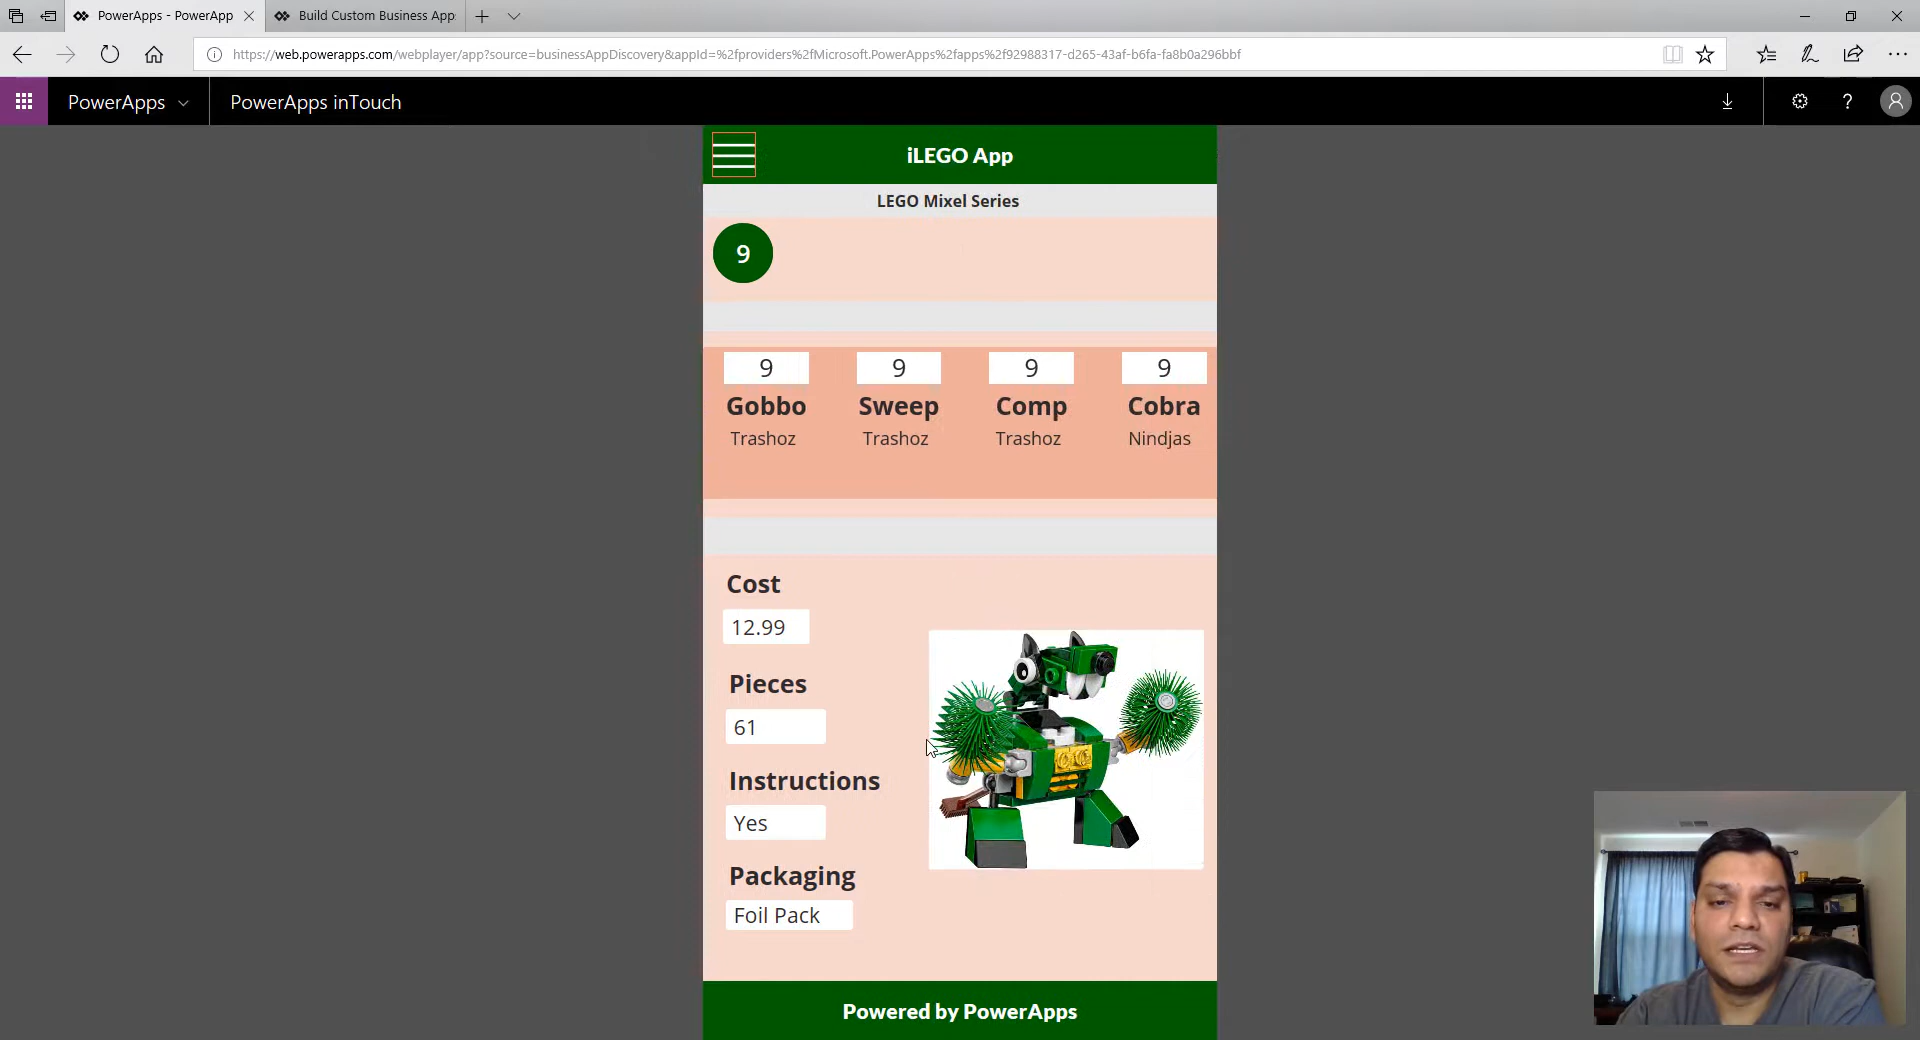 PowerApps - PowerApp
Build Custom Business App
https://web.powerapps.com/webplayer/app?source=businessAppDiscovery&appId=%2fproviders%2fMicrosoft.PowerApps%2fapps%2f92988317-d265-43af-b6fa-fa8b0a296bbf
PowerApps
PowerApps inTouch
?
iLEGO App
LEGO Mixel Series
9
9 9 9 9
Gobbo Sweep Comp Cobra
Trashoz Trashoz Trashoz Nindjas
Cost
12.99
Pieces
61
Instructions
Yes
Packaging
Foil Pack
Powered by PowerApps